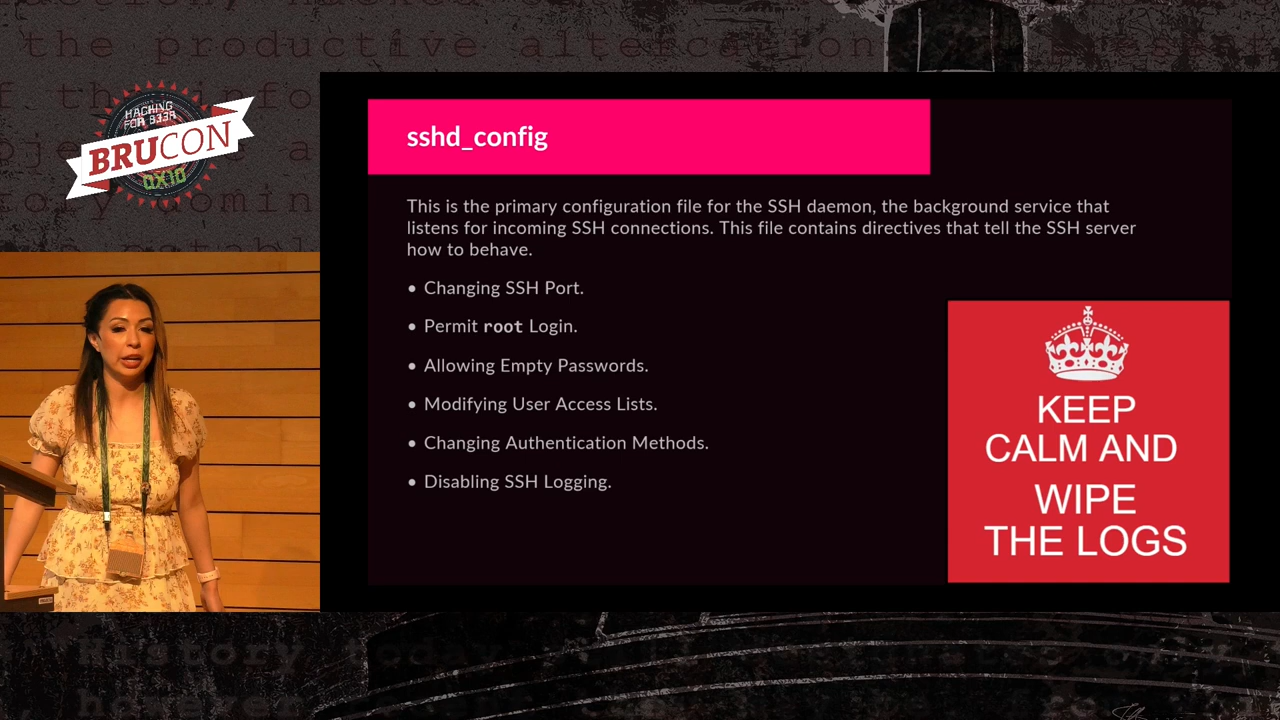 the productive altercation
HACKING
FOR B33R
BRUCON
0X10
sshd_config
This is the primary configuration file for the SSH daemon, the background service that
listens for incoming SSH connections. This file contains directives that tell the SSH server
how to behave.
• Changing SSH Port.
• Permit root Login.
• Allowing Empty Passwords.
• Modifying User Access Lists.
• Changing Authentication Methods.
• Disabling SSH Logging.
KEEP
CALM AND
WIPE
THE LOGS
History today
however